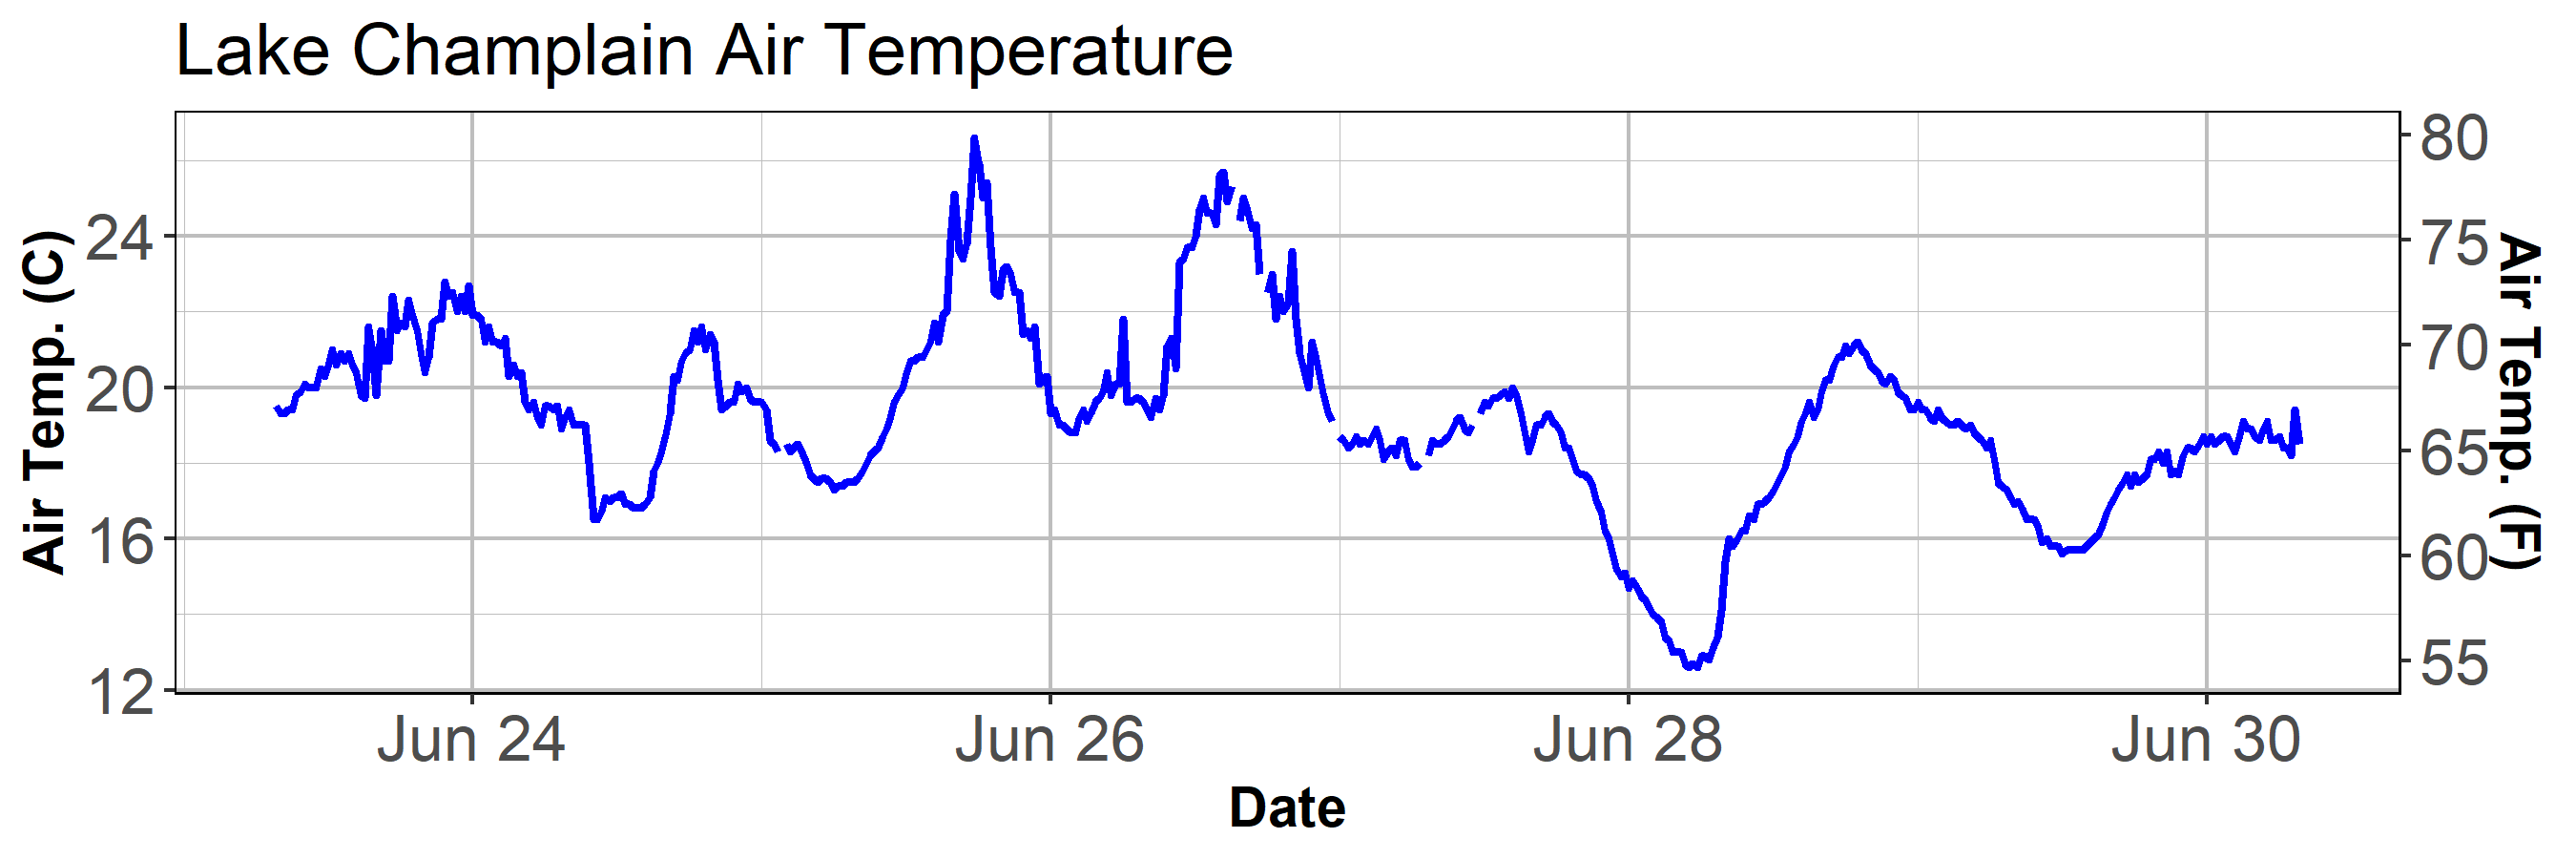 Lake Champlain Air Temperature
Air Temp. (C)
24
20
16
12
80
75
70
65
60
55
Air Temp. (F)
Jun 24
Jun 26
Jun 28
Jun 30
Date